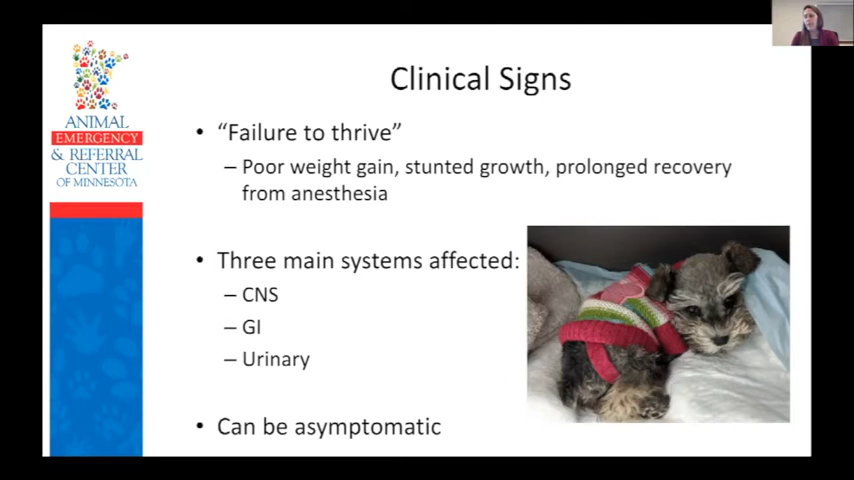 Clinical Signs
ANIMAL
EMERGENCY
& REFERRAL
CENTER
OF MINNESOTA
• “Failure to thrive”
– Poor weight gain, stunted growth, prolonged recovery
from anesthesia
• Three main systems affected:
– CNS
– GI
– Urinary
• Can be asymptomatic